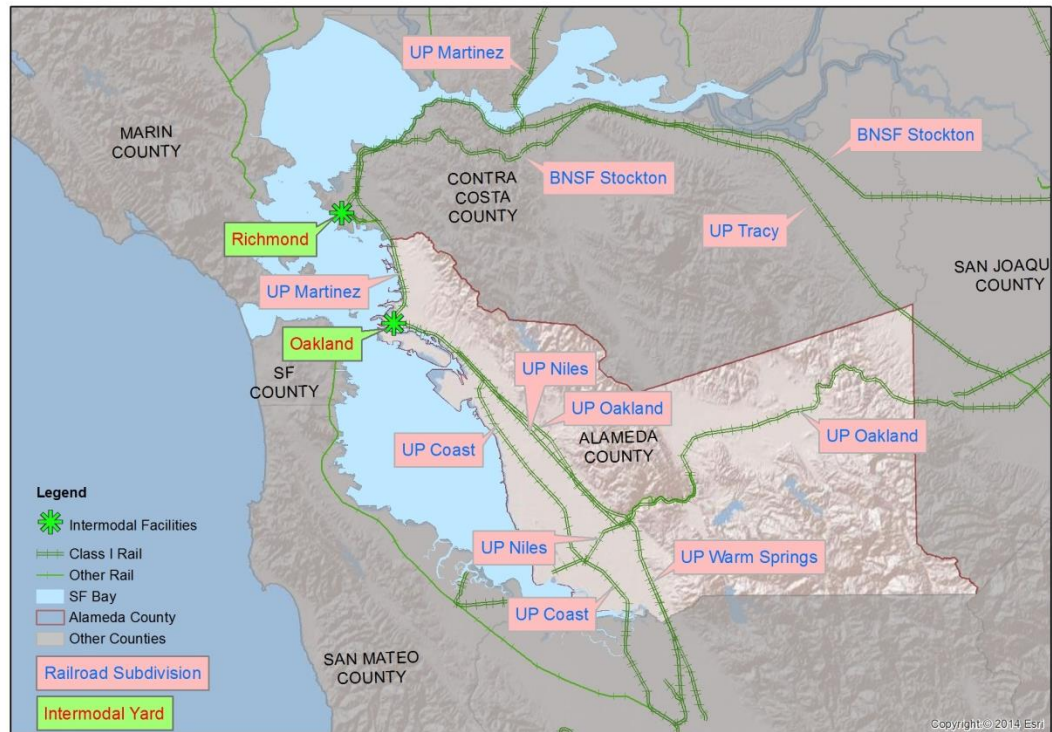 UP Martinez
MARIN
COUNTY
BNSF Stockton
BNSF Stockton
CONTRA
COSTA
COUNTY
Richmond
UP Tracy
SAN JOAQU
COUNTY
UP Martinez
Oakland
SF
COUNTY
UP Niles
UP Oakland
UP Coast
ALAMEDA
COUNTY
UP Oakland
Legend
Intermodal Facilities
Class I Rail
Other Rail
SF Bay
Alameda County
Other Counties
Railroad Subdivision
Intermodal Yard
UP Niles
UP Warm Springs
UP Coast
SAN MATEO
COUNTY
Copyright:© 2014 Esri